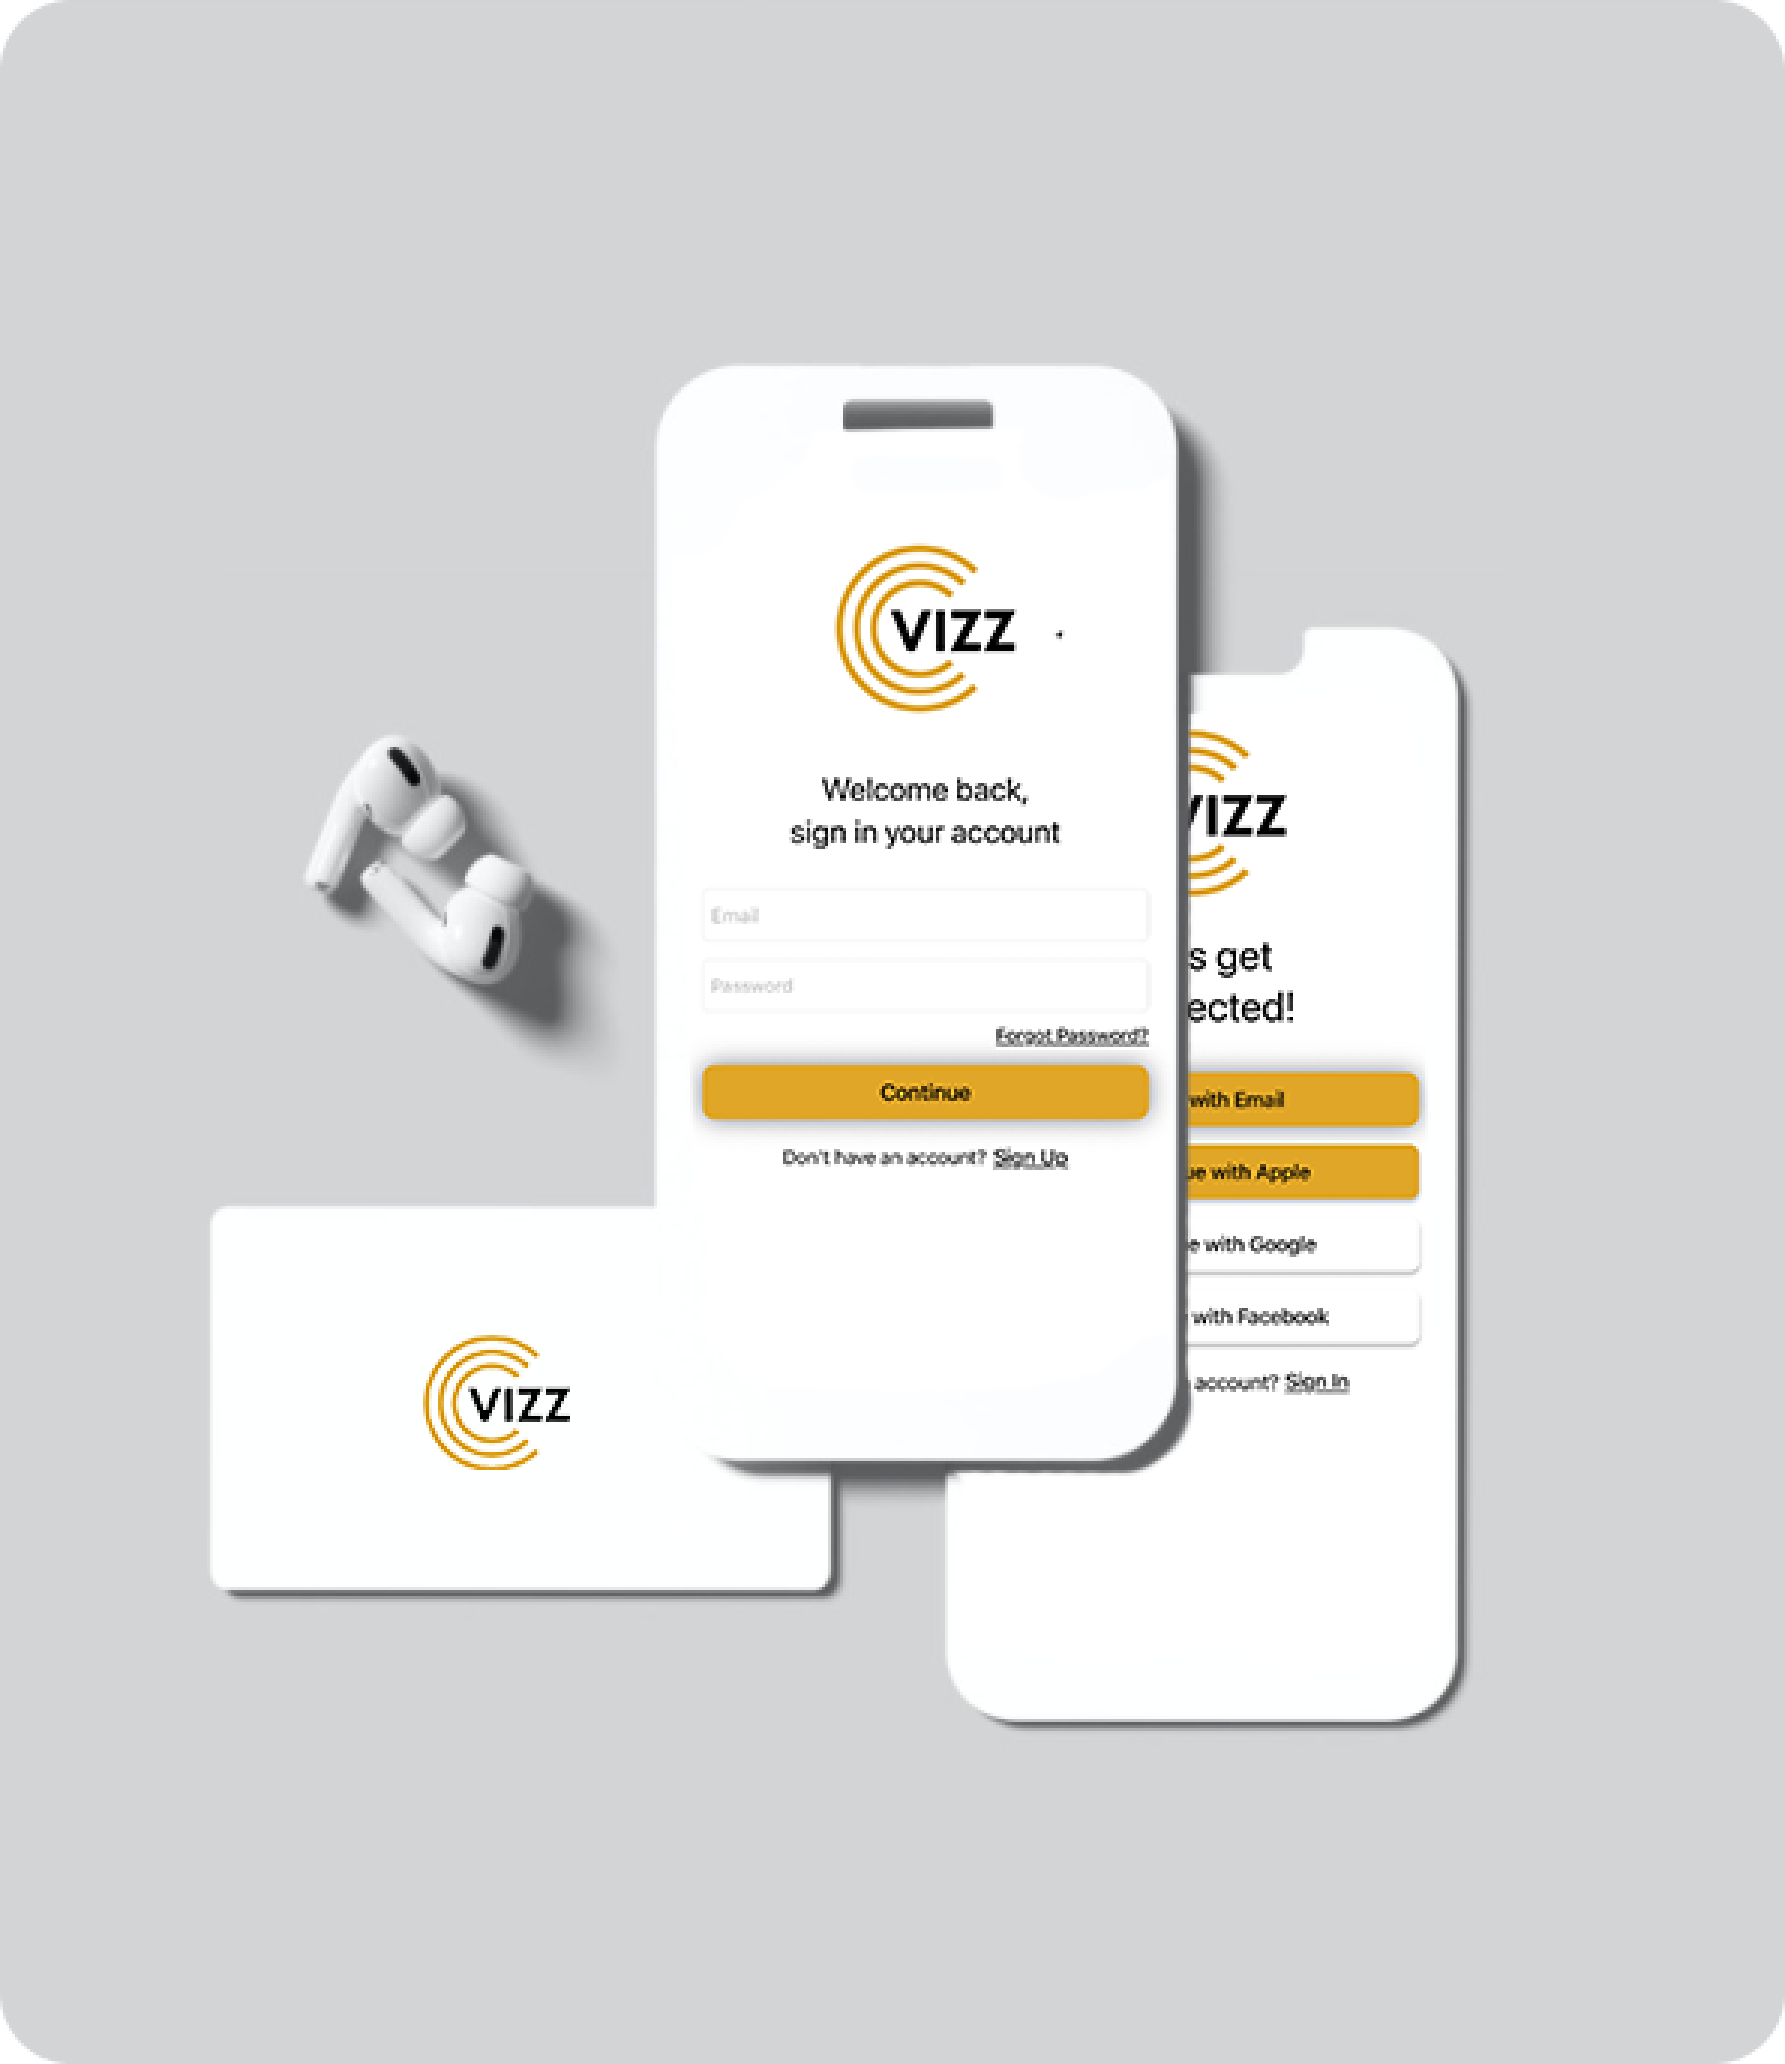 VIZZ
Welcome back,
sign in your account
Email
Password
Forgot Password?
Continue
Don't have an account? Sign Up
VIZZ
s get
ected!
with Email
ue with Apple
e with Google
with Facebook
account? Sign In
VIZZ